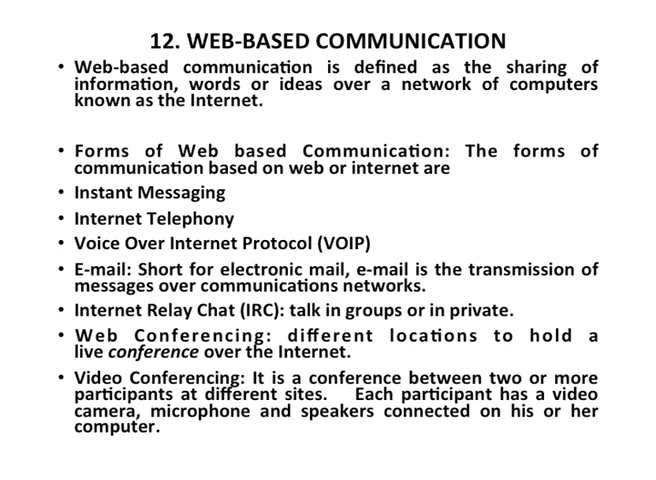 12. WEB-BASED COMMUNICATION
• Web-based communication is defined as the sharing of
information, words or ideas over a network of computers
known as the Internet.
• Forms of Web based Communication: The forms of
communication based on web or internet are
• Instant Messaging
• Internet Telephony
• Voice Over Internet Protocol (VOIP)
• E-mail: Short for electronic mail, e-mail is the transmission of
messages over communications networks.
• Internet Relay Chat (IRC): talk in groups or in private.
• Web Conferencing: different locations to hold a
live conference over the Internet.
• Video Conferencing: It is a conference between two or more
participants at different sites. Each participant has a video
camera, microphone and speakers connected on his or her
computer.